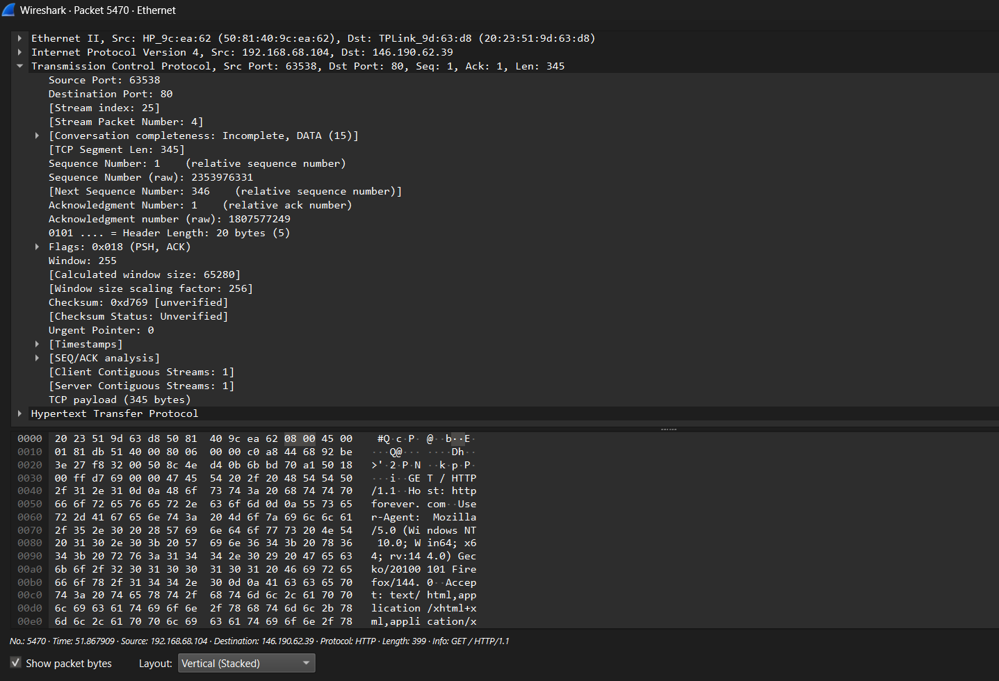 Wireshark · Packet 5470 · Ethernet
Ethernet II, Src: HP_9c:ea:62 (50:81:40:9c:ea:62), Dst: TPLink_9d:63:d8 (20:23:51:9d:63:d8)
Internet Protocol Version 4, Src: 192.168.68.104, Dst: 146.190.62.39
Transmission Control Protocol, Src Port: 63538, Dst Port: 80, Seq: 1, Ack: 1, Len: 345
Source Port: 63538
Destination Port: 80
[Stream index: 25]
[Stream Packet Number: 4]
[Conversation completeness: Incomplete, DATA (15)]
[TCP Segment Len: 345]
Sequence Number: 1    (relative sequence number)
Sequence Number (raw): 2353976331
[Next Sequence Number: 346    (relative sequence number)]
Acknowledgment Number: 1    (relative ack number)
Acknowledgment number (raw): 1807577249
0101 .... = Header Length: 20 bytes (5)
Flags: 0x018 (PSH, ACK)
Window: 255
[Calculated window size: 65280]
[Window size scaling factor: 256]
Checksum: 0xd769 [unverified]
[Checksum Status: Unverified]
Urgent Pointer: 0
[Timestamps]
[SEQ/ACK analysis]
[Client Contiguous Streams: 1]
[Server Contiguous Streams: 1]
TCP payload (345 bytes)
Hypertext Transfer Protocol
0000  20 23 51 9d 63 d8 50 81  40 9c ea 62 08 00 45 00   #Q·c·P· @··b··E·
0010  01 81 db 51 40 00 80 06  00 00 c0 a8 44 68 92 be   ···Q@··· ····Dh··
0020  3e 27 f8 32 00 50 8c 4e  d4 0b 6b bd 70 a1 50 18   >'·2·P·N ··k·p·P·
0030  00 ff d7 69 00 00 47 45  54 20 2f 20 48 54 54 50   ···i··GE T / HTTP
0040  2f 31 2e 31 0d 0a 48 6f  73 74 3a 20 68 74 74 70   /1.1··Ho st: http
0050  66 6f 72 65 76 65 72 2e  63 6f 6d 0d 0a 55 73 65   forever. com··Use
0060  72 2d 41 67 65 6e 74 3a  20 4d 6f 7a 69 6c 6c 61   r-Agent:  Mozilla
0070  2f 35 2e 30 20 28 57 69  6e 64 6f 77 73 20 4e 54   /5.0 (Wi ndows NT
0080  20 31 30 2e 30 3b 20 57  69 6e 36 34 3b 20 78 36    10.0; W in64; x6
0090  34 3b 20 72 76 3a 31 34  34 2e 30 29 20 47 65 63   4; rv:14 4.0) Gec
00a0  6b 6f 2f 32 30 31 30 30  31 30 31 20 46 69 72 65   ko/20100 101 Fire
00b0  66 6f 78 2f 31 34 34 2e  30 0d 0a 41 63 63 65 70   fox/144. 0··Accep
00c0  74 3a 20 74 65 78 74 2f  68 74 6d 6c 2c 61 70 70   t: text/ html,app
00d0  6c 69 63 61 74 69 6f 6e  2f 78 68 74 6d 6c 2b 78   lication /xhtml+x
00e0  6d 6c 2c 61 70 70 6c 69  63 61 74 69 6f 6e 2f 78   ml,appli cation/x
No.: 5470 · Time: 51.867909 · Source: 192.168.68.104 · Destination: 146.190.62.39 · Protocol: HTTP · Length: 399 · Info: GET / HTTP/1.1
Show packet bytes    Layout: Vertical (Stacked)